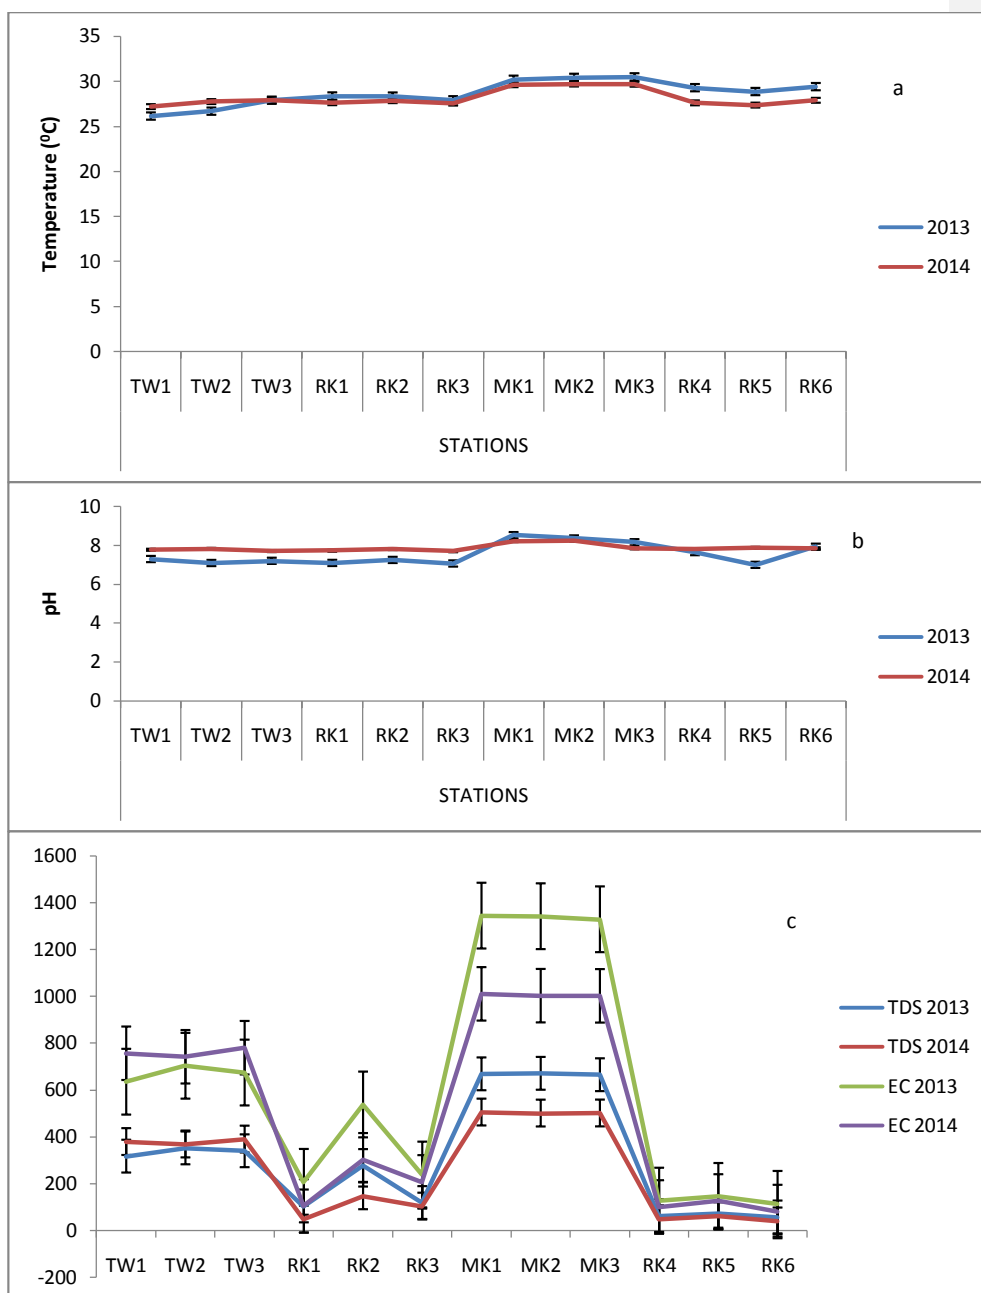 35
30
25
20
15
10
5
0
Temperature (⁰C)
TW1 TW2 TW3 RK1 RK2 RK3 MK1 MK2 MK3 RK4 RK5 RK6
STATIONS
a
2013
2014
10
8
6
4
2
0
pH
TW1 TW2 TW3 RK1 RK2 RK3 MK1 MK2 MK3 RK4 RK5 RK6
STATIONS
b
2013
2014
1600
1400
1200
1000
800
600
400
200
0
-200
TW1 TW2 TW3 RK1 RK2 RK3 MK1 MK2 MK3 RK4 RK5 RK6
c
TDS 2013
TDS 2014
EC 2013
EC 2014